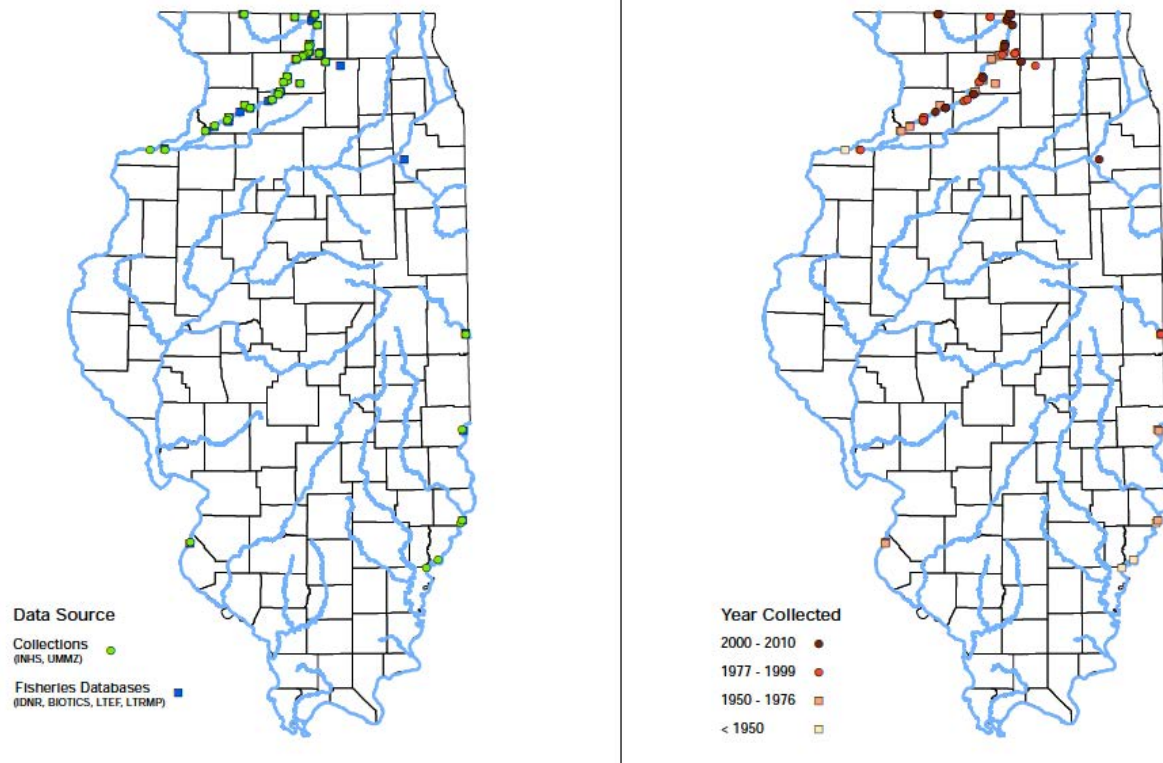 Data Source
Collections
(INHS, UMMZ)
Fisheries Databases
(IDNR, BIOTICS, LTEF, LTRMP)
Year Collected
2000 - 2010
1977 - 1999
1950 - 1976
< 1950